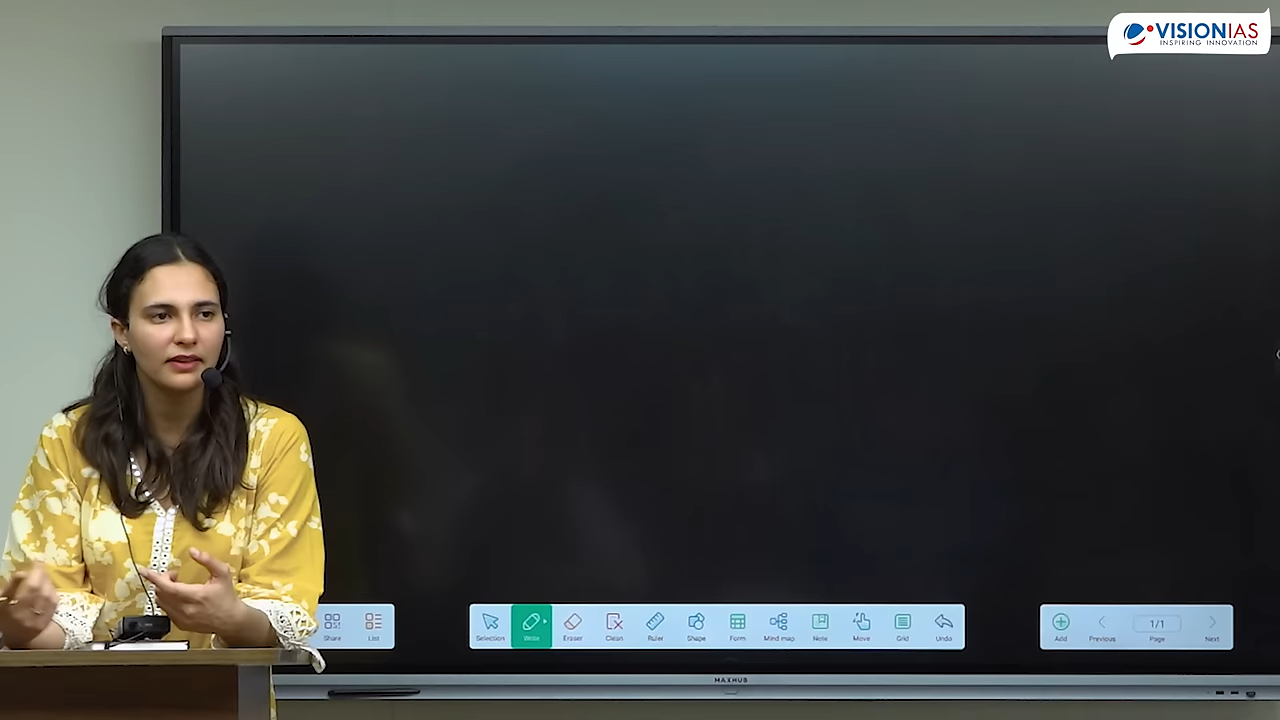 VISIONIAS
INSPIRING INNOVATION
Share List
Selection Write Eraser Clean Ruler Shape Form Mind map Note Move Grid Undo
Add Previous 1/1 Page Next
MAXHUB